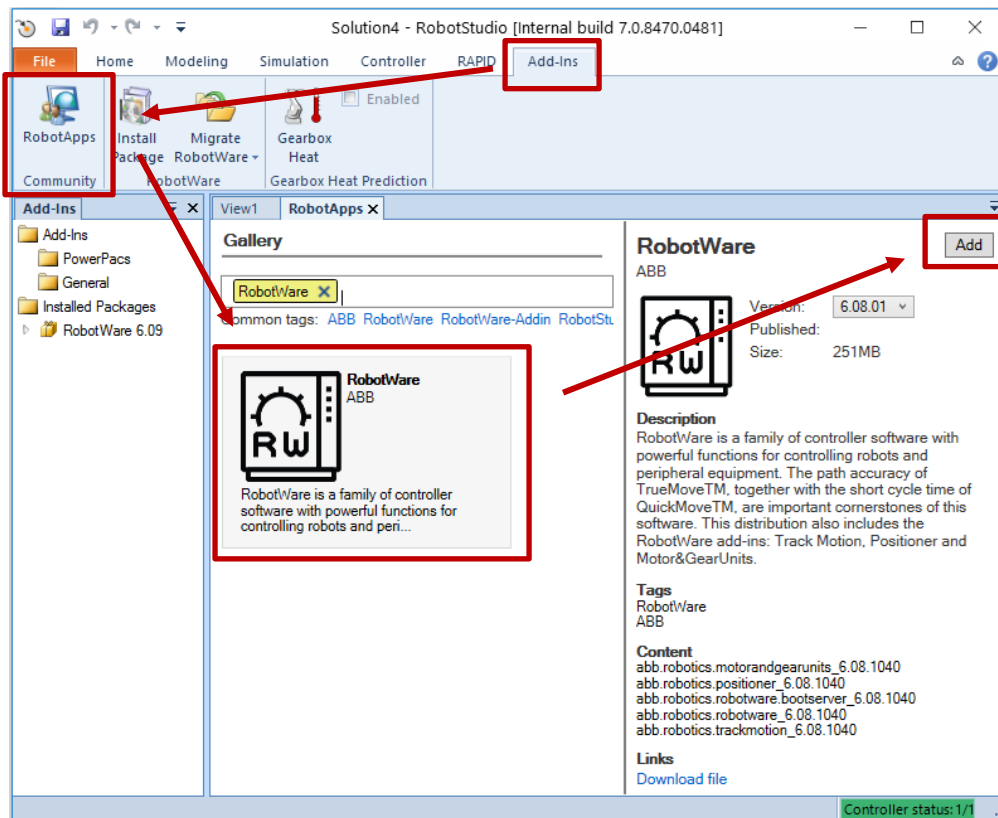 Solution4 - RobotStudio [Internal build 7.0.8470.0481]
File Home Modeling Simulation Controller RAPID Add-Ins
Enabled
RobotApps Install Package Migrate RobotWare Gearbox Heat
Community RobotWare Gearbox Heat Prediction
Add-Ins View1 RobotApps
Add-Ins
PowerPacs
General
Installed Packages
RobotWare 6.09
Gallery
RobotWare
Common tags: ABB RobotWare RobotWare-Addin RobotStu
RobotWare
ABB
RW
RobotWare is a family of controller
software with powerful functions for
controlling robots and peri...
RobotWare Add
ABB
RW
Version: 6.08.01
Published:
Size: 251MB
Description
RobotWare is a family of controller software with
powerful functions for controlling robots and
peripheral equipment. The path accuracy of
TrueMoveTM, together with the short cycle time of
QuickMoveTM, are important cornerstones of this
software. This distribution also includes the
RobotWare add-ins: Track Motion, Positioner and
Motor&GearUnits.
Tags
RobotWare
ABB
Content
abb.robotics.motorandgearunits_6.08.1040
abb.robotics.positioner_6.08.1040
abb.robotics.robotware.bootserver_6.08.1040
abb.robotics.robotware_6.08.1040
abb.robotics.trackmotion_6.08.1040
Links
Download file
Controller status: 1/1